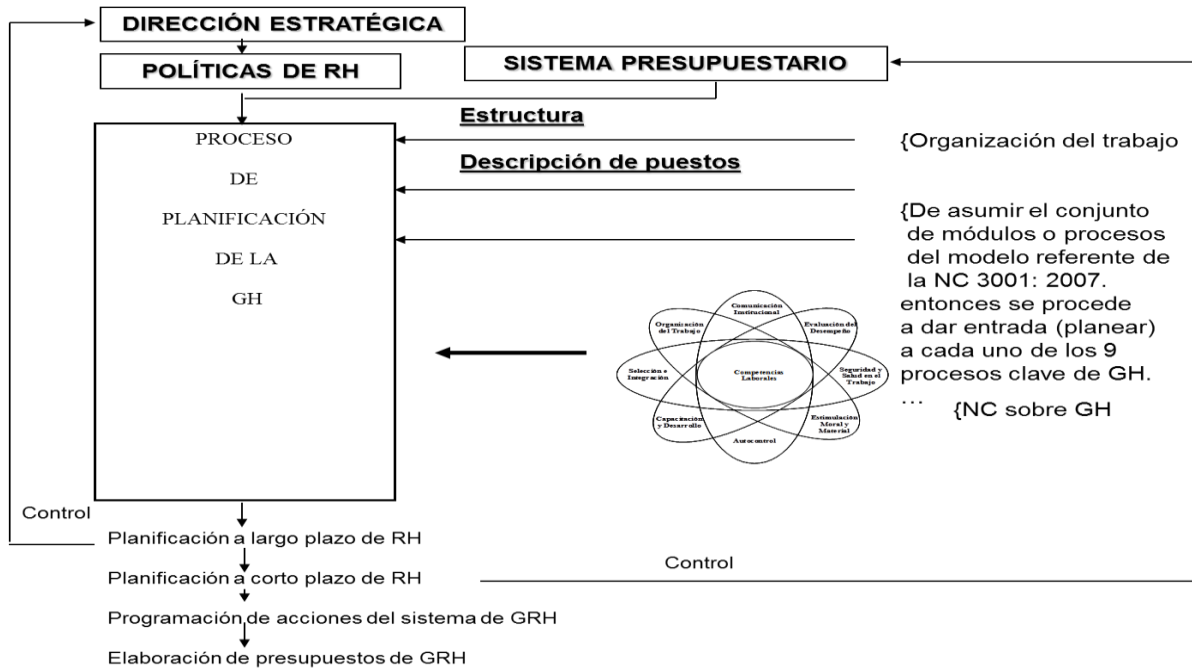 DIRECCIÓN ESTRATÉGICA
POLÍTICAS DE RH
SISTEMA PRESUPUESTARIO
Estructura
PROCESO
DE
PLANIFICACIÓN
DE LA
GH
{Organización del trabajo
Descripción de puestos
{De asumir el conjunto
de módulos o procesos
del modelo referente de
la NC 3001: 2007.
entonces se procede
a dar entrada (planear)
a cada uno de los 9
procesos clave de GH.
…
{NC sobre GH
Comunicación
Institucional
Organización
del Trabajo
Evaluación del
Desempeño
Selección e
Integración
Competencias
Laborales
Seguridad y
Salud en el
Trabajo
Capacitación
y Desarrollo
Estimulación
Moral y
Material
Autocontrol
Control
Planificación a largo plazo de RH
Planificación a corto plazo de RH
Control
Programación de acciones del sistema de GRH
Elaboración de presupuestos de GRH